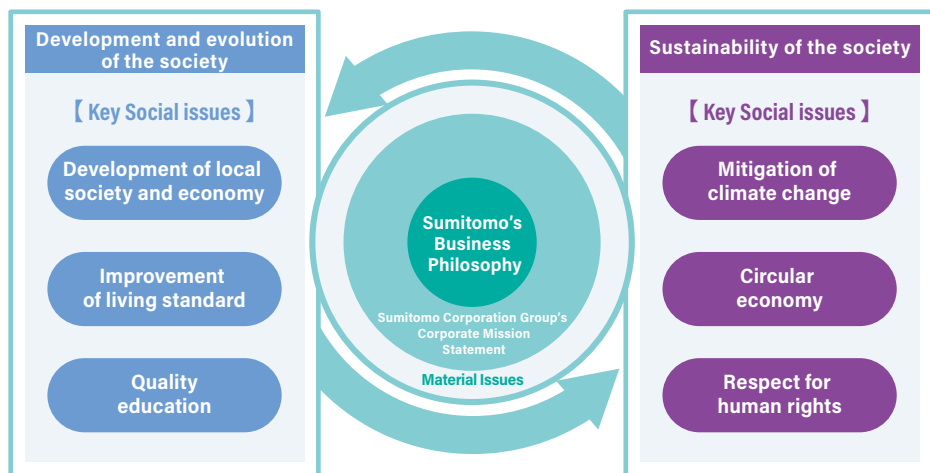 Development and evolution
of the society
【 Key Social issues 】
Development of local
society and economy
Improvement
of living standard
Quality
education
Sumitomo's
Business
Philosophy
Sumitomo Corporation Group's
Corporate Mission
Statement
Material Issues
Sustainability of the society
【 Key Social issues 】
Mitigation of
climate change
Circular
economy
Respect for
human rights